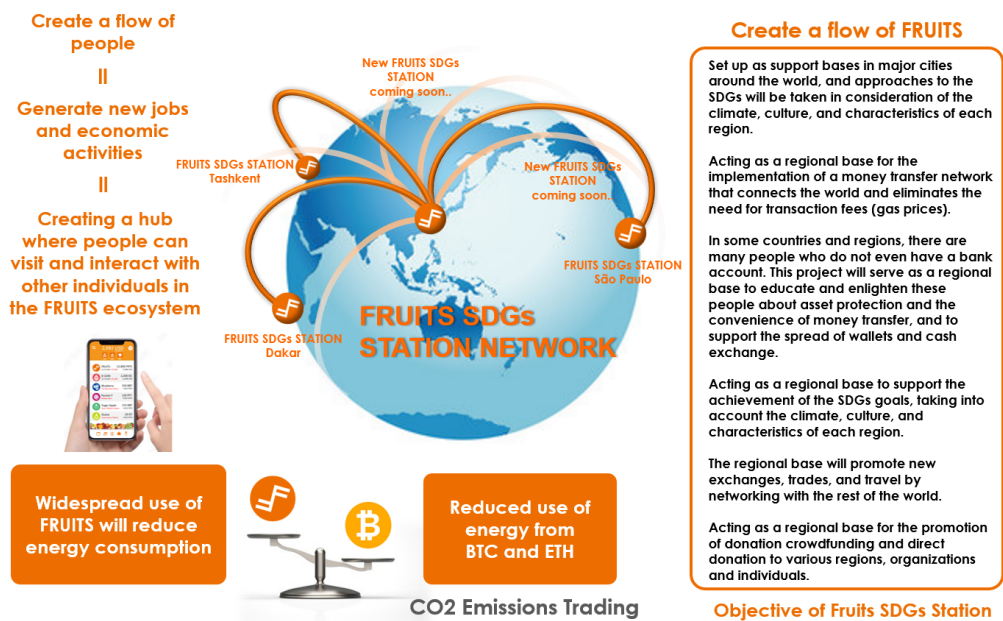 Create a flow of
people
=
Generate new jobs
and economic
activities
=
Creating a hub
where people can
visit and interact with
other individuals in
the FRUITS ecosystem
New FRUITS SDGs
STATION
coming soon..
FRUITS SDGs STATION
Tashkent
New FRUITS SDGs
STATION
coming soon..
FRUITS SDGs STATION
São Paulo
FRUITS SDGs STATION
Dakar
FRUITS SDGs
STATION NETWORK
Widespread use of
FRUITS will reduce
energy consumption
Reduced use of
energy from
BTC and ETH
CO2 Emissions Trading
Create a flow of FRUITS
Set up as support bases in major cities
around the world, and approaches to the
SDGs will be taken in consideration of the
climate, culture, and characteristics of each
region.
Acting as a regional base for the
implementation of a money transfer network
that connects the world and eliminates the
need for transaction fees (gas prices).
In some countries and regions, there are
many people who do not even have a bank
account. This project will serve as a regional
base to educate and enlighten these
people about asset protection and the
convenience of money transfer, and to
support the spread of wallets and cash
exchange.
Acting as a regional base to support the
achievement of the SDGs goals, taking into
account the climate, culture, and
characteristics of each region.
The regional base will promote new
exchanges, trades, and travel by
networking with the rest of the world.
Acting as a regional base for the promotion
of donation crowdfunding and direct
donation to various regions, organizations
and individuals.
Objective of Fruits SDGs Station